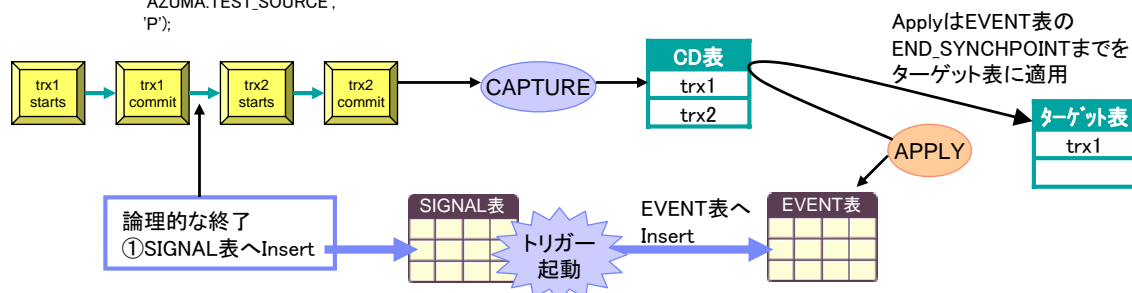 AZUMA.TEST_SOURCE',
'P');
ApplyはEVENT表の
END_SYNCHPOINTまでを
ターゲット表に適用
trx1
starts
trx1
commit
trx2
starts
trx2
commit
CAPTURE
CD表
trx1
trx2
APPLY
ターゲット表
trx1
論理的な終了
①SIGNAL表へInsert
SIGNAL表
トリガー
起動
EVENT表へ
Insert
EVENT表